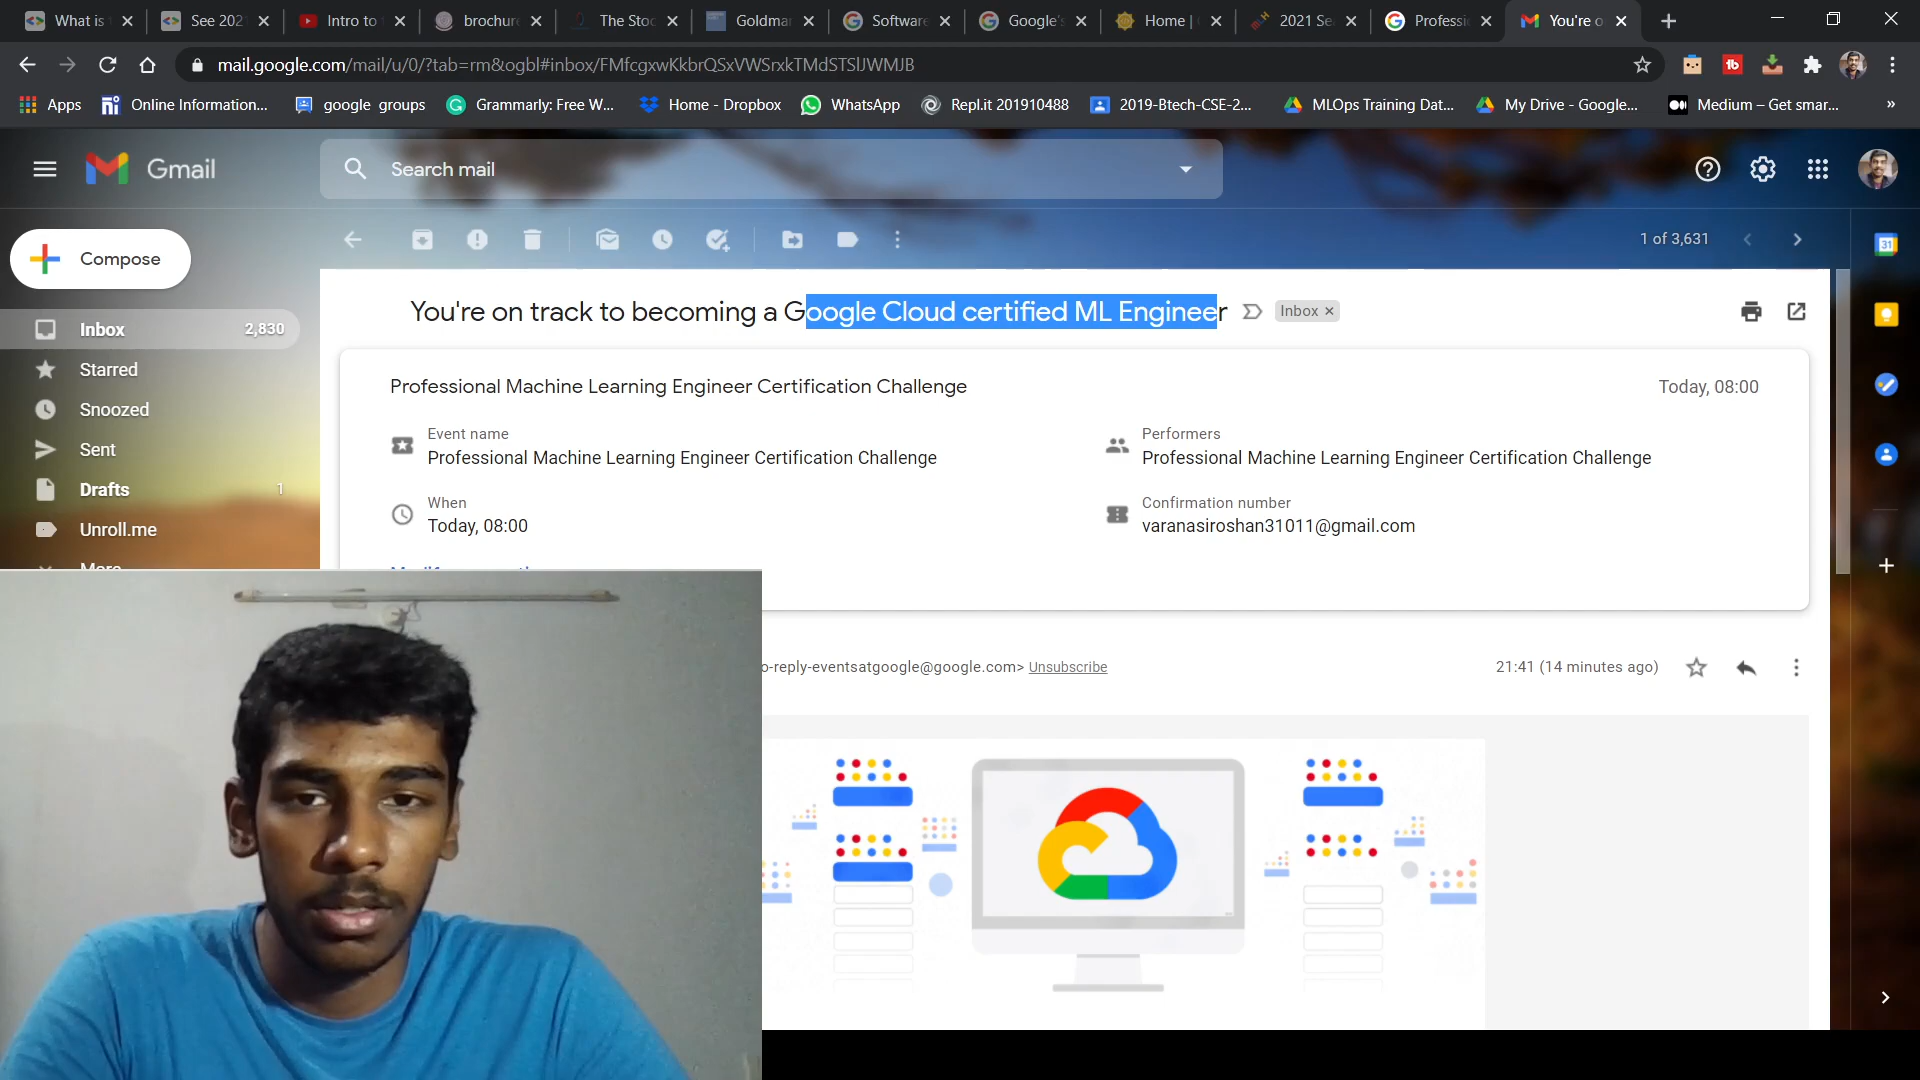 What is
See 202
Intro to
brochur
The Stoc
Goldma
Software
Google's
Home |
2021 Se
Professi
You're o
mail.google.com/mail/u/0/?tab=rm&ogbl#inbox/FMfcgxwKkbrQSxVWSrxkTMdSTSlJWMJB
Apps
Online Information...
google groups
Grammarly: Free W...
Home - Dropbox
WhatsApp
Repl.it 201910488
2019-Btech-CSE-2...
MLOps Training Dat...
My Drive - Google...
Medium – Get smar...
»
Gmail
Search mail
Compose
1 of 3,631
31
You're on track to becoming a Google Cloud certified ML Engineer
Inbox ×
Inbox 2,830
Starred
Snoozed
Sent
Drafts 1
Unroll.me
More
Professional Machine Learning Engineer Certification Challenge
Today, 08:00
Event name
Professional Machine Learning Engineer Certification Challenge
Performers
Professional Machine Learning Engineer Certification Challenge
When
Today, 08:00
Confirmation number
varanasiroshan31011@gmail.com
o-reply-eventsatgoogle@google.com> Unsubscribe
21:41 (14 minutes ago)